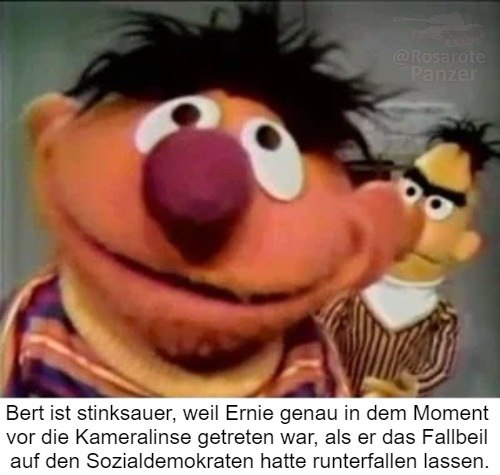 @Rosarote
Panzer
Bert ist stinksauer, weil Ernie genau in dem Moment
vor die Kameralinse getreten war, als er das Fallbeil
auf den Sozialdemokraten hatte runterfallen lassen.